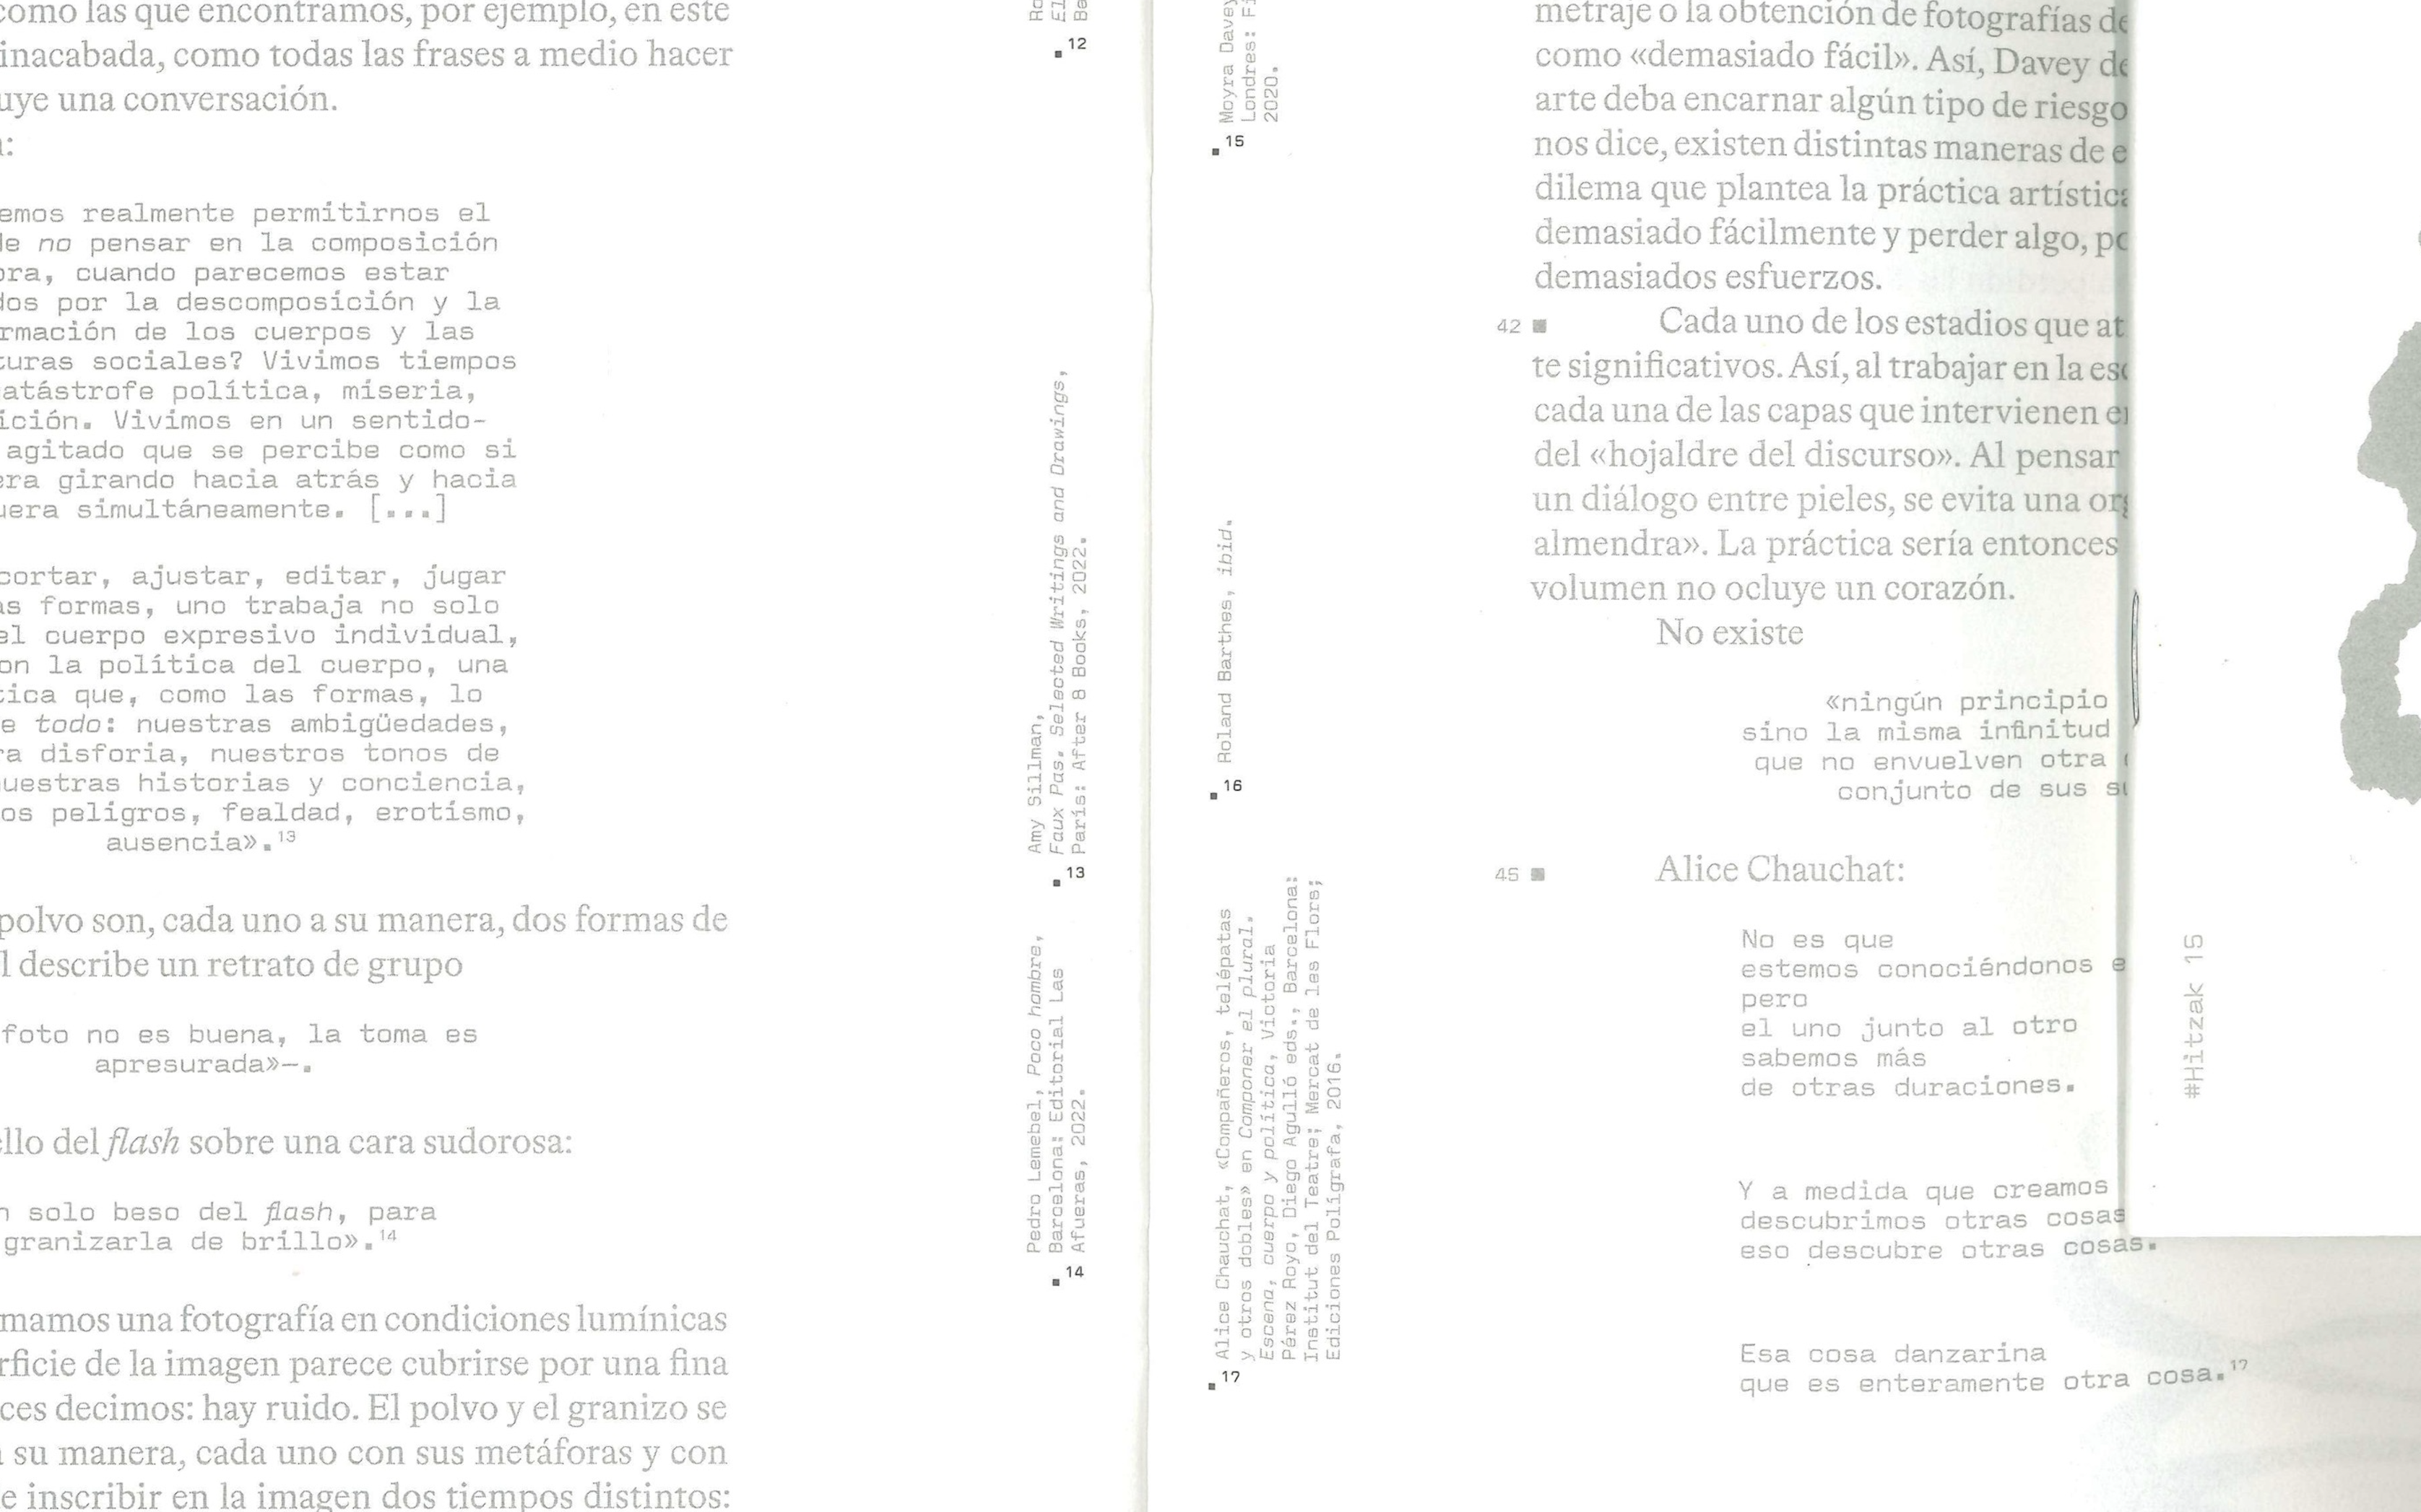 como las que encontramos, por ejemplo, en este
inacabada, como todas las frases a medio hacer
uye una conversación.
:
emos realmente permitirnos el
de no pensar en la composición
ora, cuando parecemos estar
dos por la descomposición y la
rmación de los cuerpos y las
turas sociales? Vivimos tiempos
atástrofe política, miseria,
ición. Vivimos en un sentido-
agitado que se percibe como si
era girando hacia atrás y hacia
uera simultáneamente. [...]
cortar, ajustar, editar, jugar
as formas, uno trabaja no solo
el cuerpo expresivo individual,
on la política del cuerpo, una
tica que, como las formas, lo
e todo: nuestras ambigüedades,
ra disforia, nuestros tonos de
uestras historias y conciencia,
os peligros, fealdad, erotísmo,
ausencia».13
polvo son, cada uno a su manera, dos formas de
l describe un retrato de grupo
foto no es buena, la toma es
apresurada»—.
ello del flash sobre una cara sudorosa:
n solo beso del flash, para
granizarla de brillo».14
mamos una fotografía en condiciones lumínicas
rficie de la imagen parece cubrirse por una fina
ces decimos: hay ruido. El polvo y el granizo se
a su manera, cada uno con sus metáforas y con
e inscribir en la imagen dos tiempos distintos:
Ro
El
Be
12
Amy Sillman,
Faux Pas. Selected Writings and Drawings,
París: After 8 Books, 2022.
13
Pedro Lemebel, Poco hombre,
Barcelona: Editorial Las
Afueras, 2022.
14
Moyra Davey
Londres: Fi
2020.
15
Roland Barthes, ibid.
16
Alice Chauchat, «Compañeros, telépatas
y otros dobles» en Componer el plural.
Escena, cuerpo y política, Victoria
Pérez Royo, Diego Agulló eds., Barcelona:
Institut del Teatre; Mercat de les Flors;
Ediciones Polígrafa, 2016.
17
metraje o la obtención de fotografías de
como «demasiado fácil». Así, Davey de
arte deba encarnar algún tipo de riesgo
nos dice, existen distintas maneras de e
dilema que plantea la práctica artística
demasiado fácilmente y perder algo, po
demasiados esfuerzos.
42 Cada uno de los estadios que at
te significativos. Así, al trabajar en la esc
cada una de las capas que intervienen en
del «hojaldre del discurso». Al pensar
un diálogo entre pieles, se evita una org
almendra». La práctica sería entonces
volumen no ocluye un corazón.
No existe
«ningún principio
sino la misma infinitud
que no envuelven otra
conjunto de sus su
45 Alice Chauchat:
No es que
estemos conociéndonos e
pero
el uno junto al otro
sabemos más
de otras duraciones.
Y a medida que creamos
descubrimos otras cosas
eso descubre otras cosas.
Esa cosa danzarina
que es enteramente otra cosa.17
#Hitzak 15